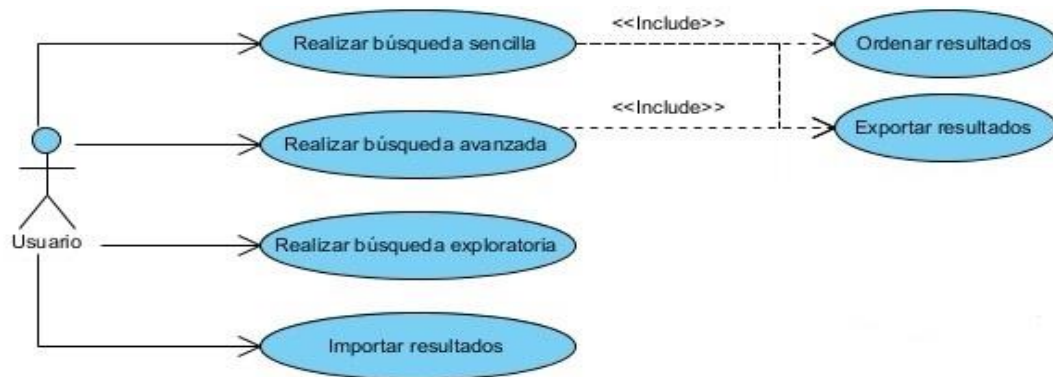 <<Include>>
Realizar búsqueda sencilla
Ordenar resultados
<<Include>>
Exportar resultados
Realizar búsqueda avanzada
Usuario
Realizar búsqueda exploratoria
Importar resultados